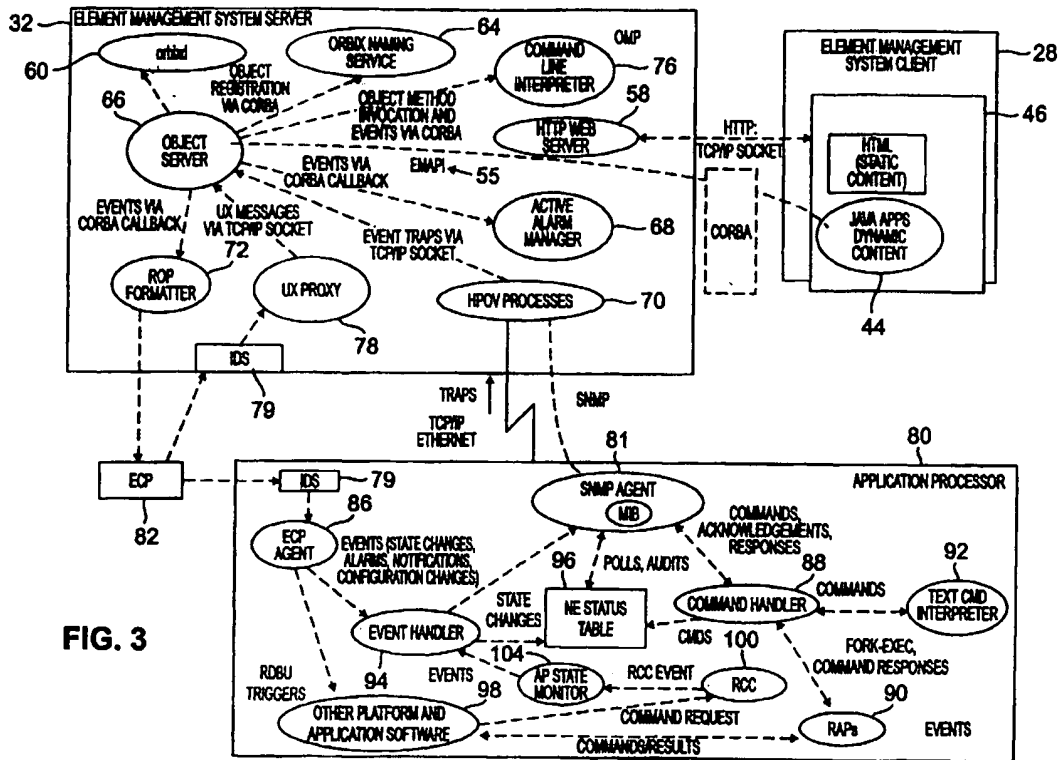 32
ELEMENT MANAGEMENT SYSTEM SERVER
64
OMP
60
orbixd
ORBIX NAMING
SERVICE
COMMAND
LINE
INTERPRETER
76
OBJECT
REGISTRATION
VIA CORBA
66
OBJECT METHOD
INVOCATION AND
EVENTS VIA CORBA
58
OBJECT
SERVER
HTTP WEB
SERVER
EMAPI
55
EVENTS VIA
CORBA CALLBACK
EVENTS VIA
CORBA CALLBACK
UX MESSAGES
VIA TCP/IP SOCKET
72
EVENT TRAPS VIA
TCP/IP SOCKET
ACTIVE
ALARM
MANAGER
68
ROP
FORMATTER
UX PROXY
78
HPOV PROCESSES
70
IDS
79
ELEMENT MANAGEMENT
SYSTEM CLIENT
28
46
HTTP:
TCP/IP SOCKET
HTML
(STATIC
CONTENT)
CORBA
JAVA APPS
DYNAMIC
CONTENT
44
TRAPS
TCP/IP
ETHERNET
SNMP
81
80
ECP
82
IDS
79
APPLICATION PROCESSOR
SNMP AGENT
MIB
86
ECP
AGENT
EVENTS (STATE CHANGES,
ALARMS, NOTIFICATIONS,
CONFIGURATION CHANGES)
COMMANDS,
ACKNOWLEDGEMENTS,
RESPONSES
POLLS, AUDITS
96
88
92
NE STATUS
TABLE
COMMAND HANDLER
COMMANDS
TEXT CMD
INTERPRETER
STATE
CHANGES
EVENT HANDLER
CMDS
FIG. 3
104
100
FORK-EXEC,
COMMAND RESPONSES
RDBU
TRIGGERS
94
EVENTS
AP STATE
MONITOR
RCC EVENT
RCC
98
OTHER PLATFORM AND
APPLICATION SOFTWARE
COMMAND REQUEST
90
RAPs
EVENTS
COMMANDS/RESULTS